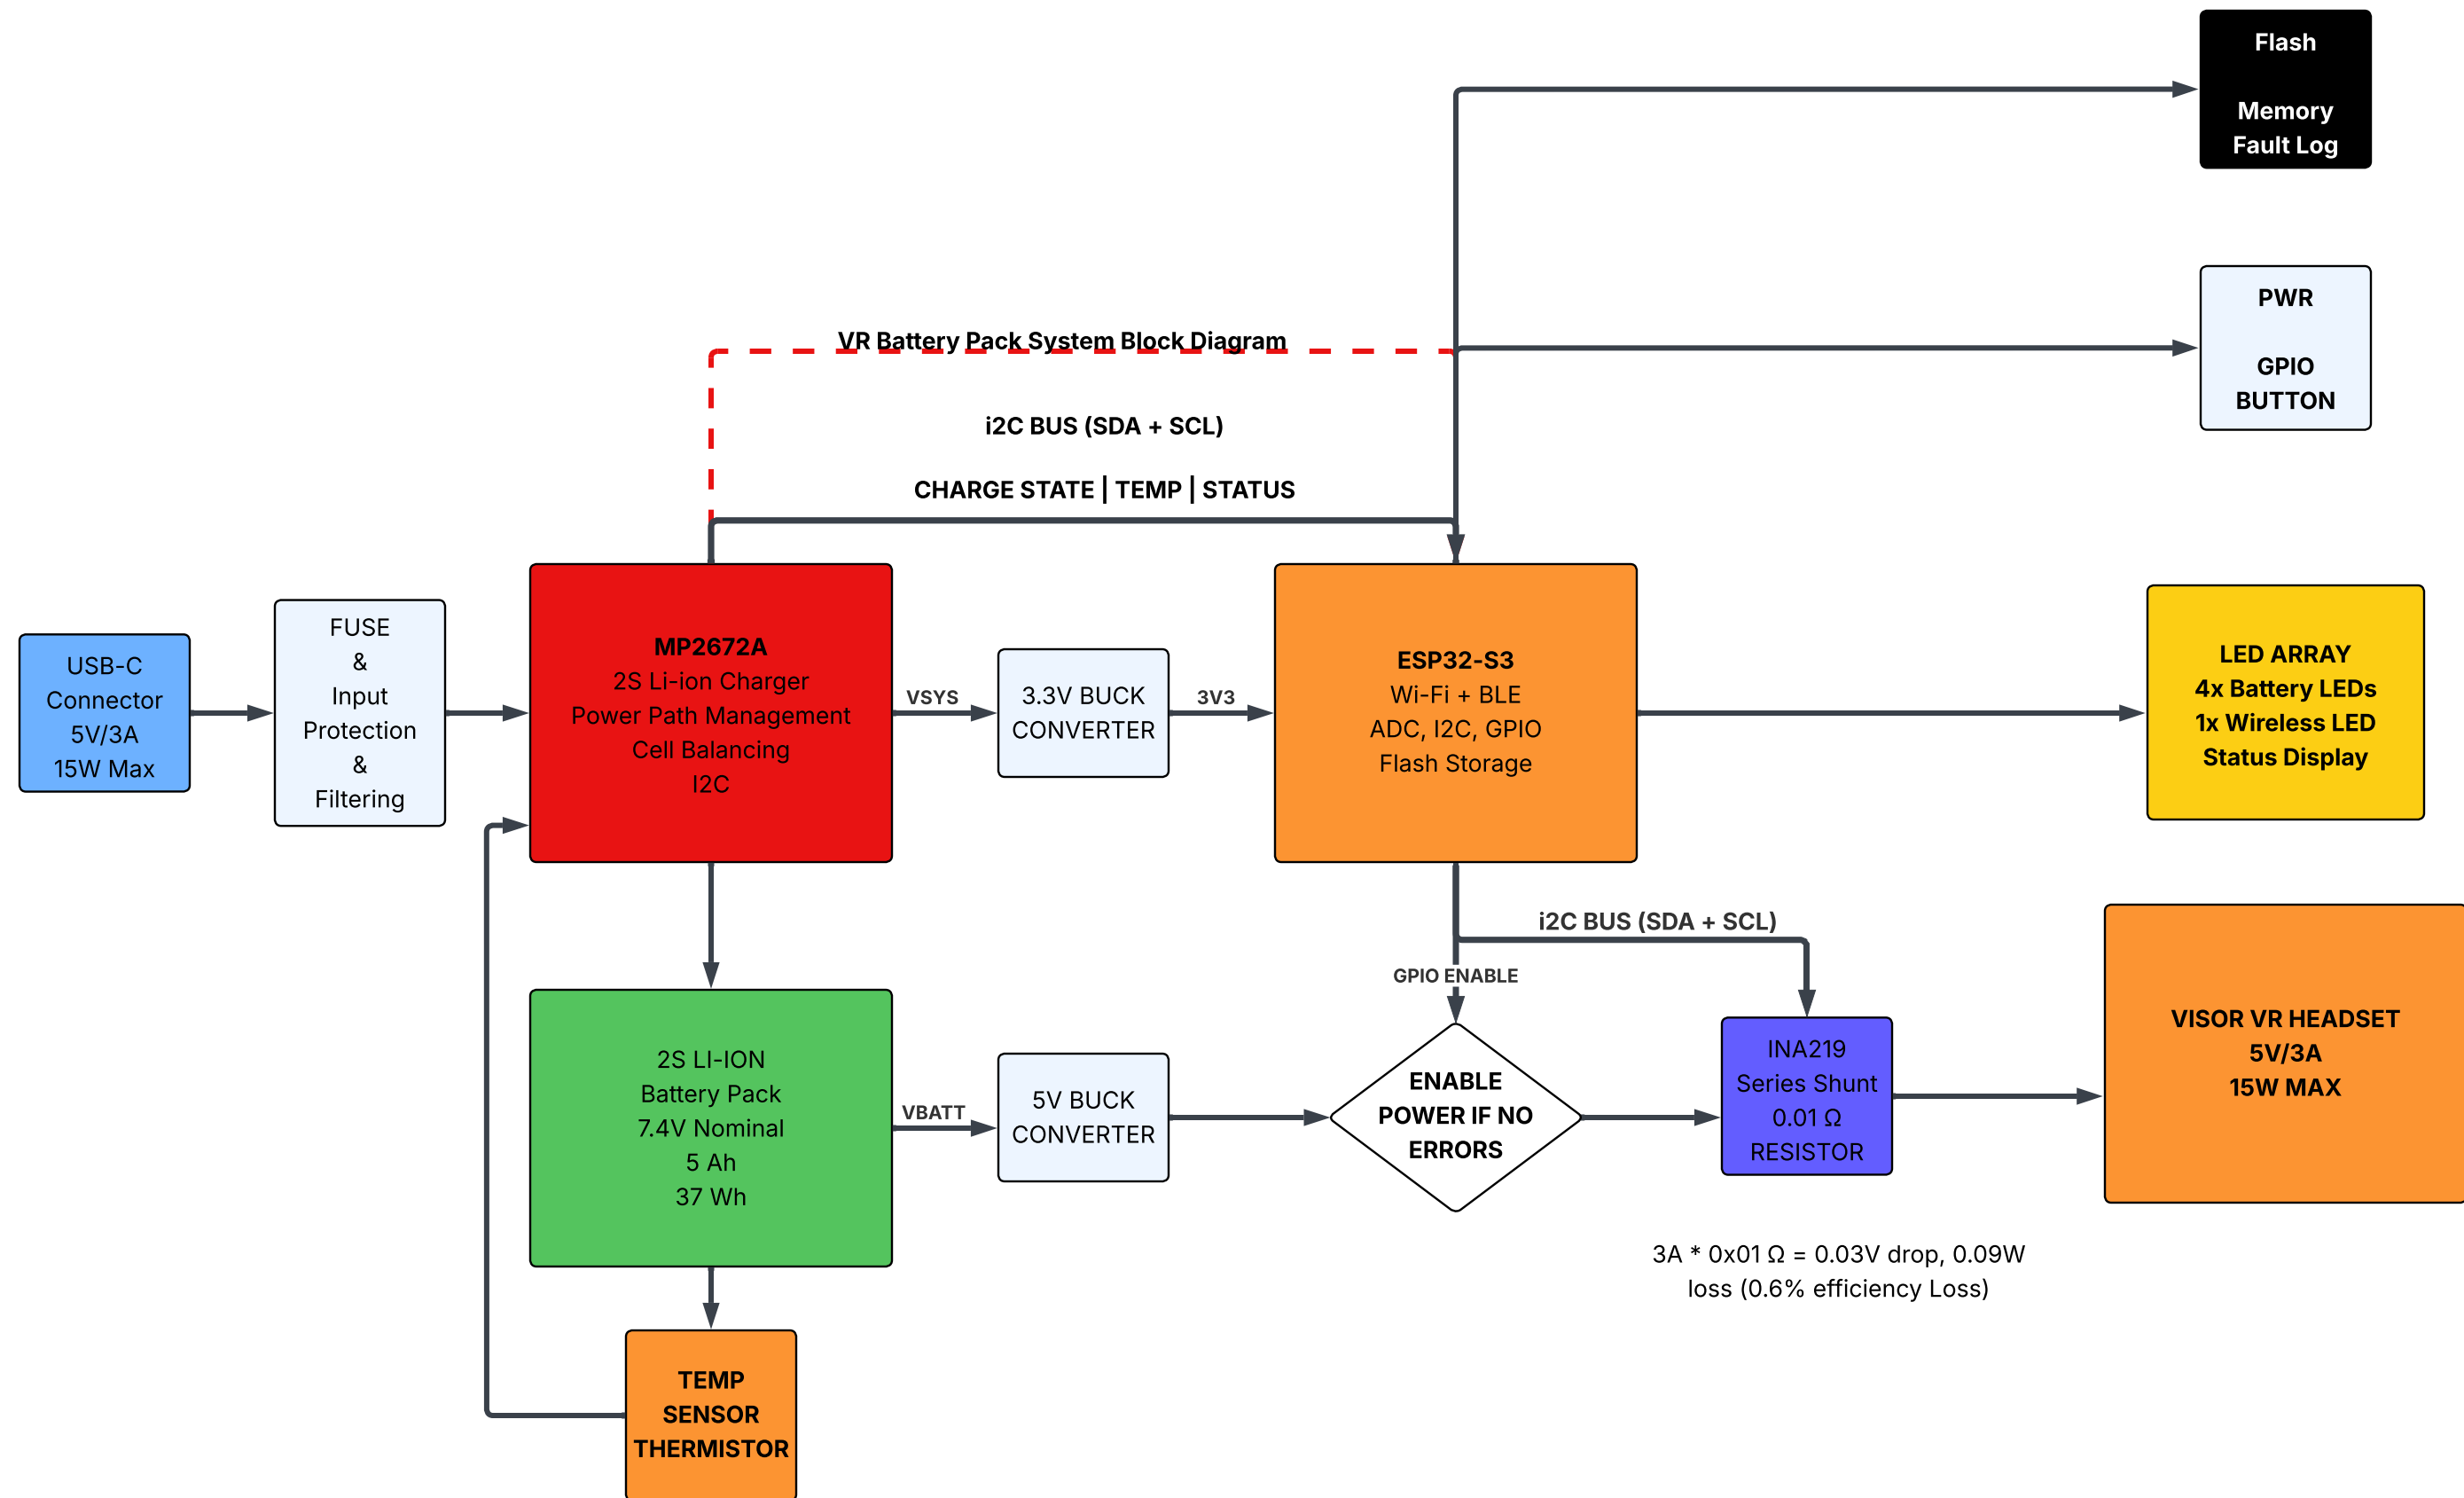 Flash
Memory
Fault Log
PWR
GPIO
BUTTON
VR Battery Pack System Block Diagram
i2C BUS (SDA + SCL)
CHARGE STATE | TEMP | STATUS
USB-C
Connector
5V/3A
15W Max
FUSE
&
Input
Protection
&
Filtering
MP2672A
2S Li-ion Charger
Power Path Management
Cell Balancing
I2C
VSYS
3.3V BUCK
CONVERTER
3V3
ESP32-S3
Wi-Fi + BLE
ADC, I2C, GPIO
Flash Storage
LED ARRAY
4x Battery LEDs
1x Wireless LED
Status Display
i2C BUS (SDA + SCL)
GPIO ENABLE
2S LI-ION
Battery Pack
7.4V Nominal
5 Ah
37 Wh
VBATT
5V BUCK
CONVERTER
ENABLE
POWER IF NO
ERRORS
INA219
Series Shunt
0.01 Ω
RESISTOR
VISOR VR HEADSET
5V/3A
15W MAX
3A * 0x01 Ω = 0.03V drop, 0.09W
loss (0.6% efficiency Loss)
TEMP
SENSOR
THERMISTOR